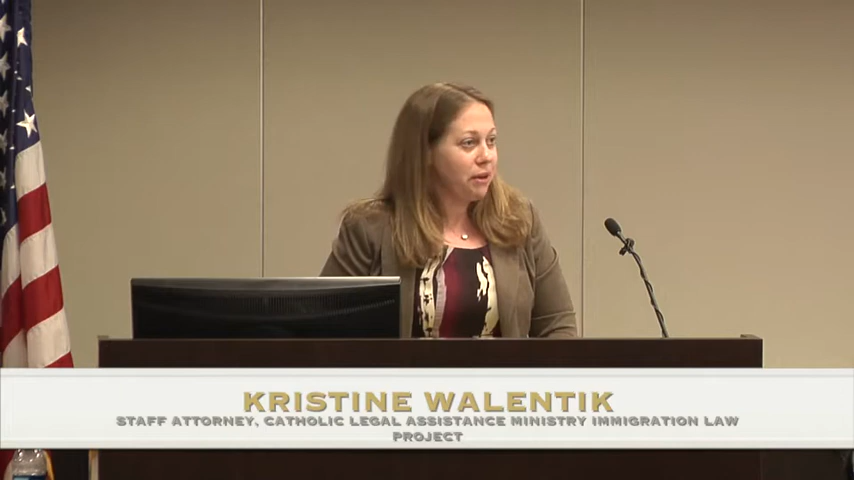 KRISTINE WALENTIK
STAFF ATTORNEY, CATHOLIC LEGAL ASSISTANCE MINISTRY IMMIGRATION LAW
PROJECT